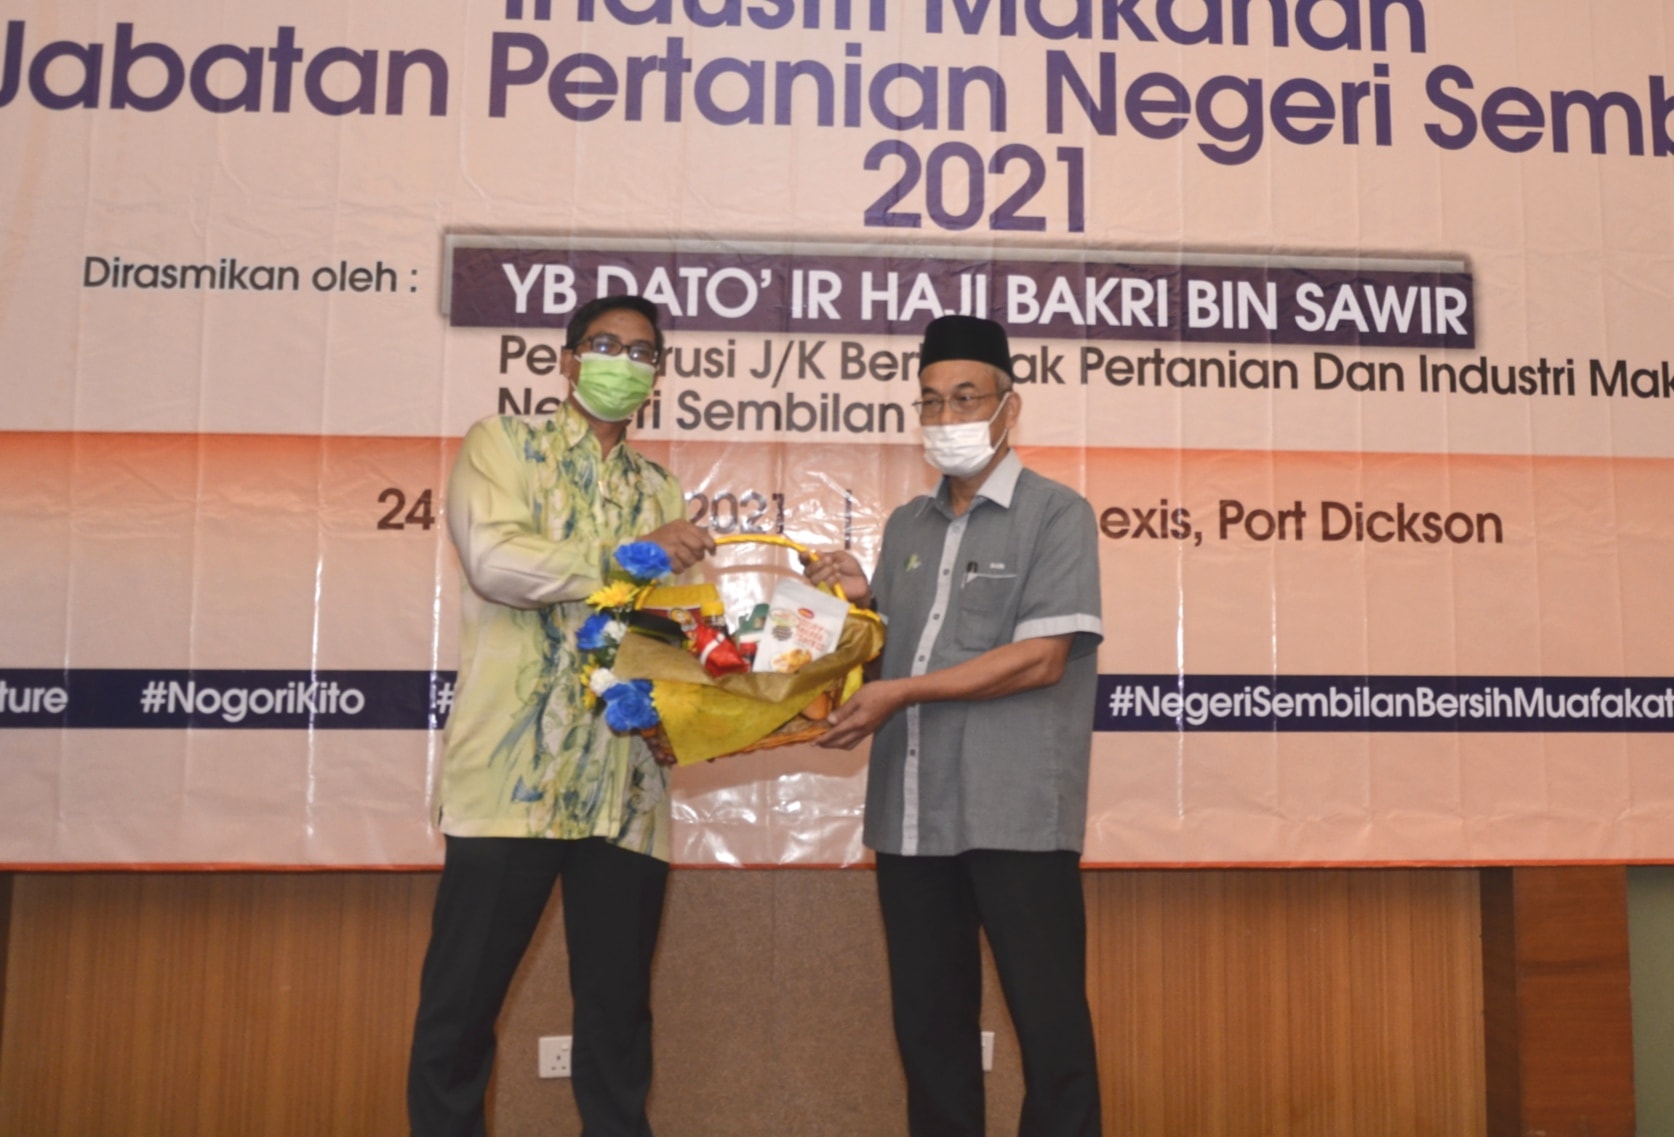 Industri Makanan
Jabatan Pertanian Negeri Semb
2021
Dirasmikan oleh :
YB DATO' IR HAJI BAKRI BIN SAWIR
Pe rusi J/K Ber ak Pertanian Dan Industri Mak
Ne ri Sembilan
24 2021 | exis, Port Dickson
ture #NogoriKito # #NegeriSembilanBersihMuafakat